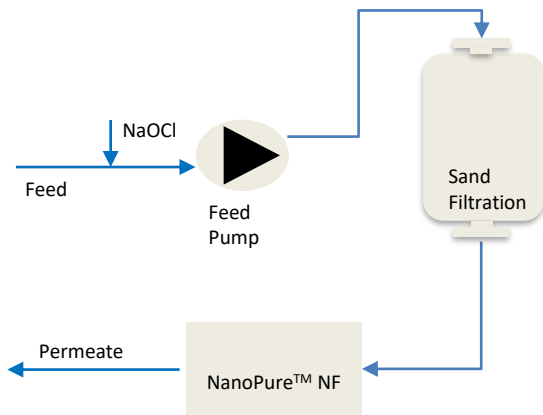 NaOCl
Feed
Feed
Pump
Sand
Filtration
Permeate
NanoPure™ NF